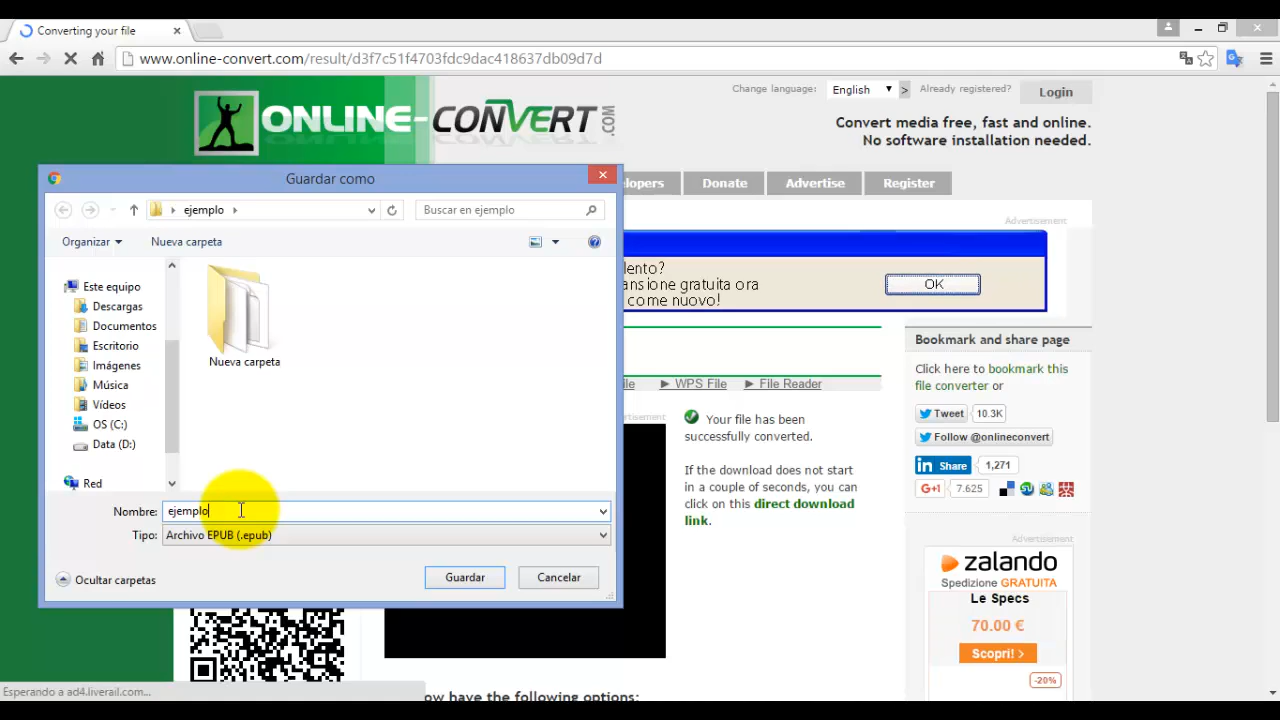 Converting your file
www.online-convert.com/result/d3f7c51f4703fdc9dac418637db09d7d
Change language:
English
>
Already registered?
Login
ONLINE-CONVERT
.COM
Convert media free, fast and online.
No software installation needed.
Guardar como
elopers
Donate
Advertise
Register
ejemplo
Buscar en ejemplo
Advertisement
Organizar
Nueva carpeta
lento?
ansione gratuita ora
come nuovo!
OK
Este equipo
Descargas
Documentos
Escritorio
Imágenes
Música
Vídeos
OS (C:)
Data (D:)
Red
Nueva carpeta
Bookmark and share page
Click here to bookmark this
file converter or
Tweet
10.3K
Follow @onlineconvert
in Share
1,271
G+1
7.625
ile
WPS File
File Reader
ertisement
Your file has been
successfully converted.
If the download does not start
in a couple of seconds, you can
click on this direct download
link.
Nombre:
ejemplo
Tipo:
Archivo EPUB (.epub)
Ocultar carpetas
Guardar
Cancelar
Advertisement
zalando
Spedizione GRATUITA
Le Specs
70.00 €
Scopri! >
-20%
Esperando a ad4.liverail.com...
ow have the following options: